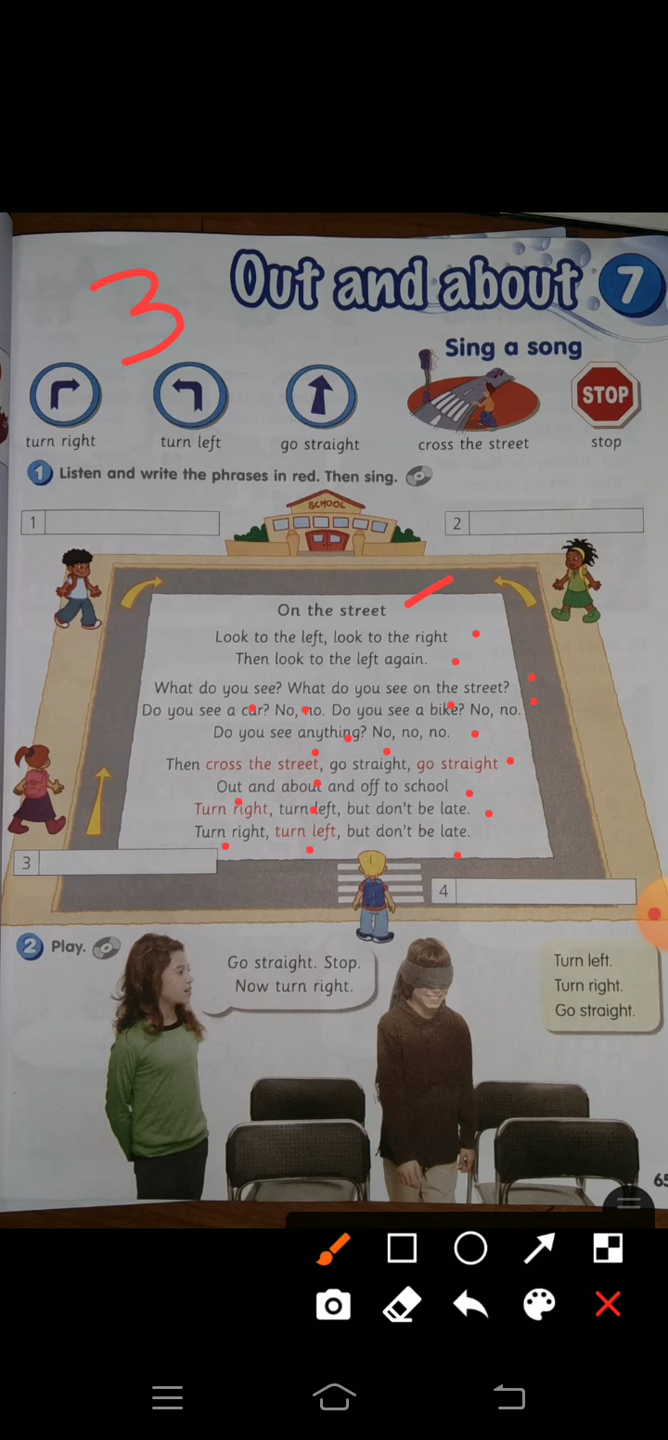 3
Out and about 7
Sing a song
STOP
turn right
turn left
go straight
cross the street
stop
1 Listen and write the phrases in red. Then sing.
SCHOOL
1
2
On the street
Look to the left, look to the right
Then look to the left again.
What do you see? What do you see on the street?
Do you see a car? No, no. Do you see a bike? No, no.
Do you see anything? No, no, no.
Then cross the street, go straight, go straight
Out and about and off to school
Turn right, turn left, but don't be late.
Turn right, turn left, but don't be late.
3
4
2 Play.
Go straight. Stop.
Now turn right.
Turn left.
Turn right.
Go straight.
65